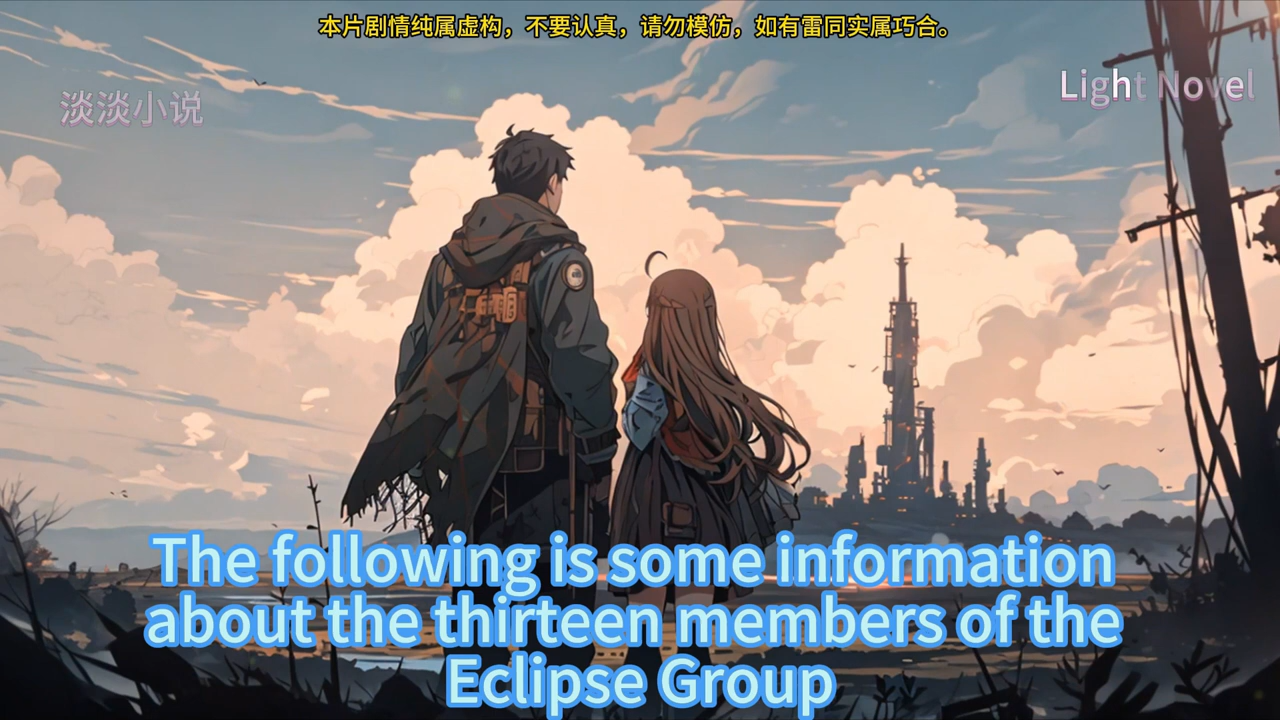 本片剧情纯属虚构，不要认真，请勿模仿，如有雷同实属巧合。
淡淡小说
Light Novel
The following is some information
about the thirteen members of the
Eclipse Group